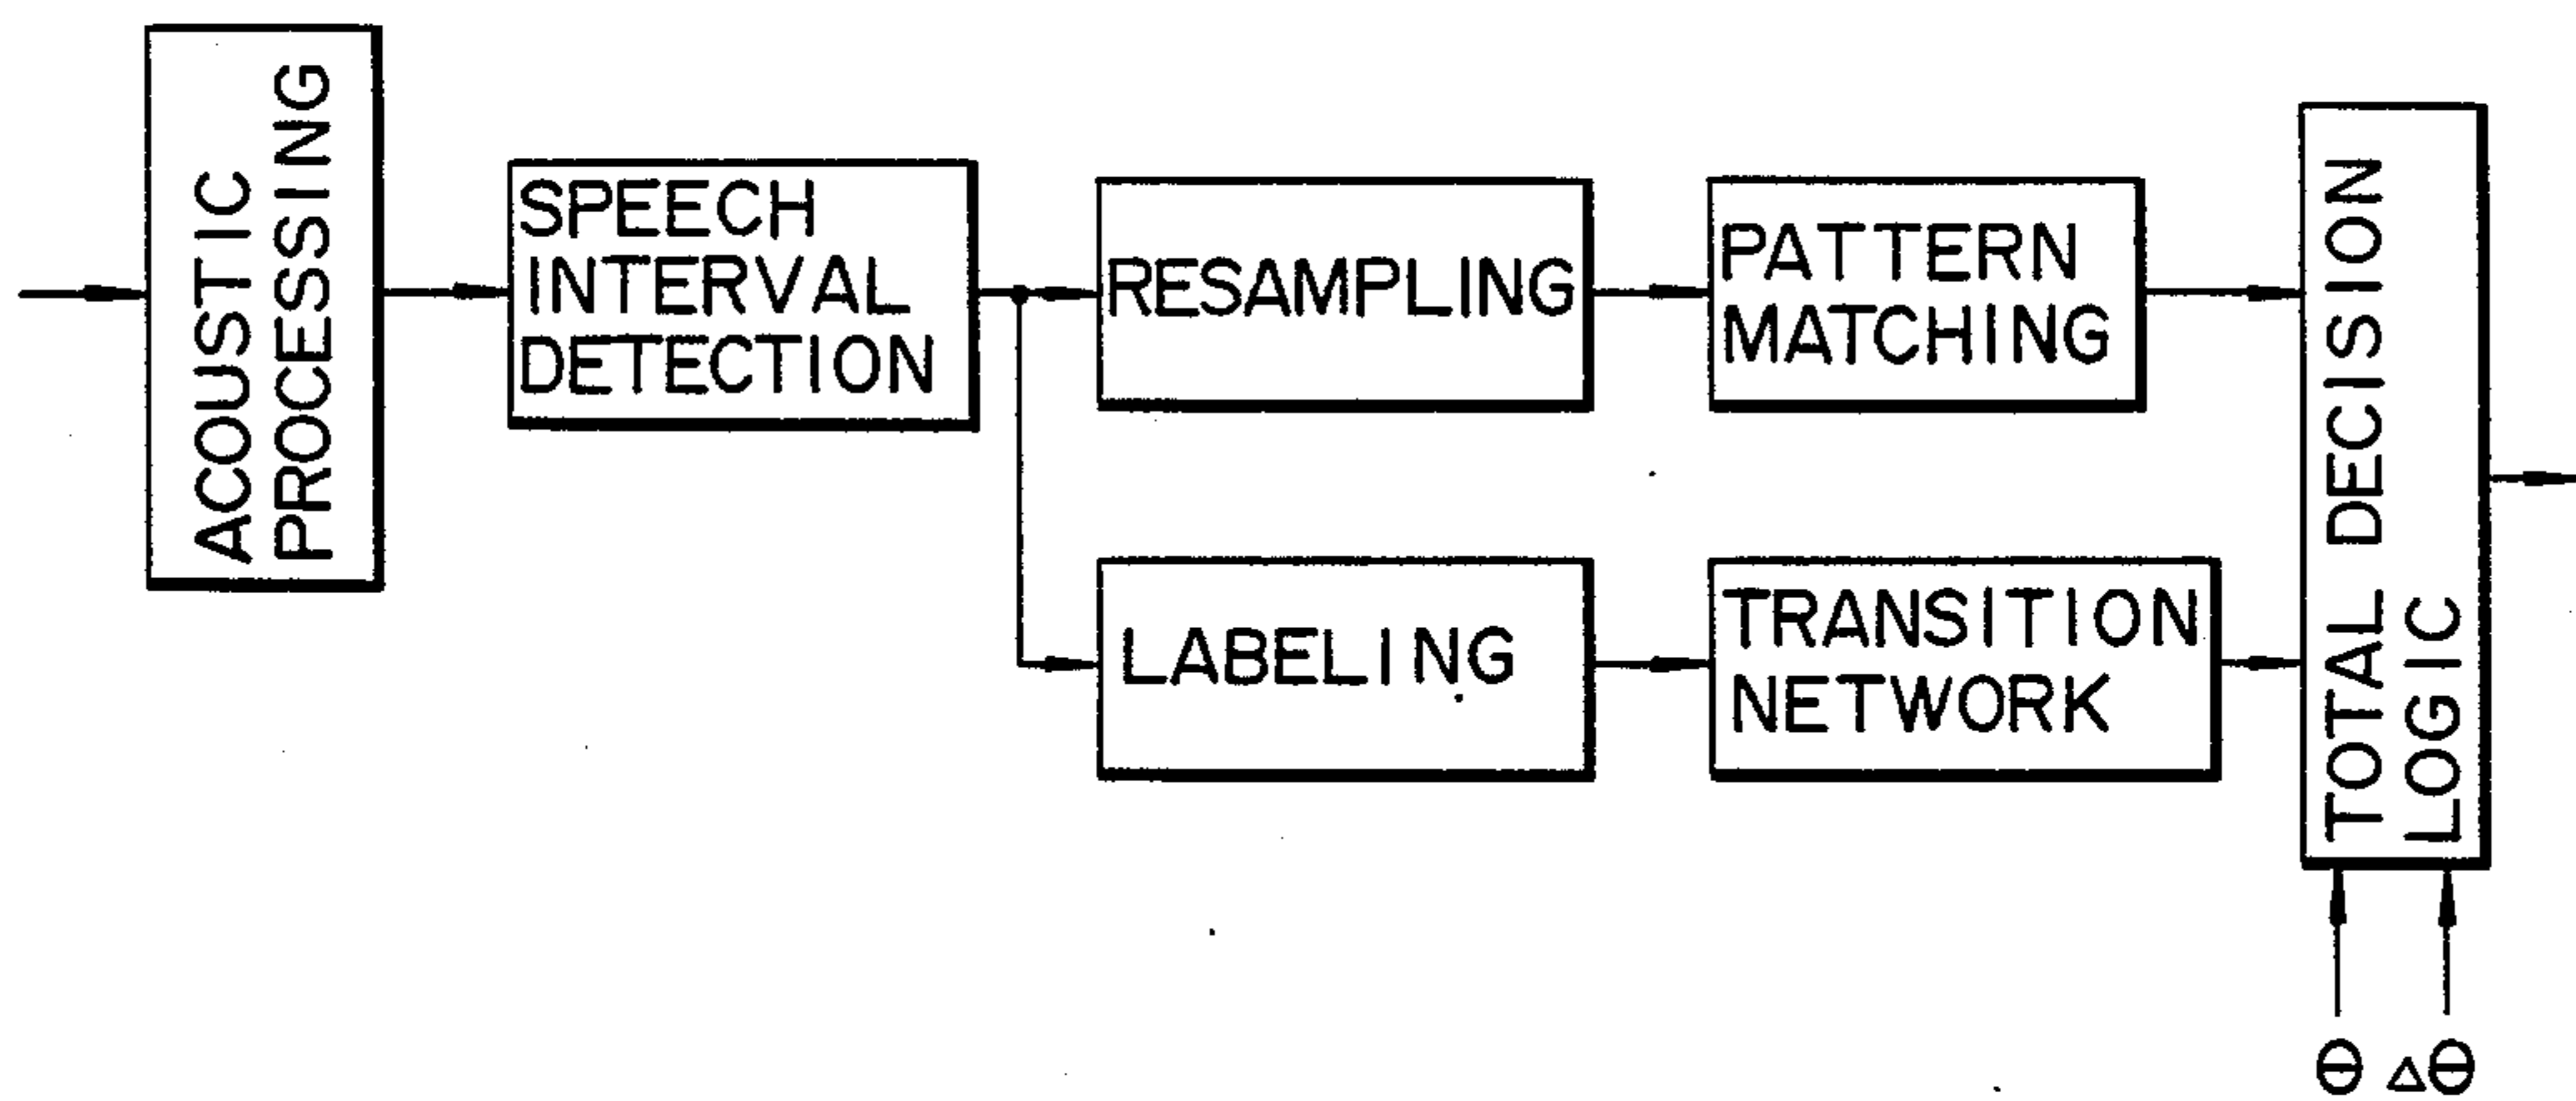 ACOUSTIC
PROCESSING
SPEECH
INTERVAL
DETECTION
RESAMPLING
PATTERN
MATCHING
LABELING
TRANSITION
NETWORK
TOTAL DECISION
LOGIC
Θ ΔΘ